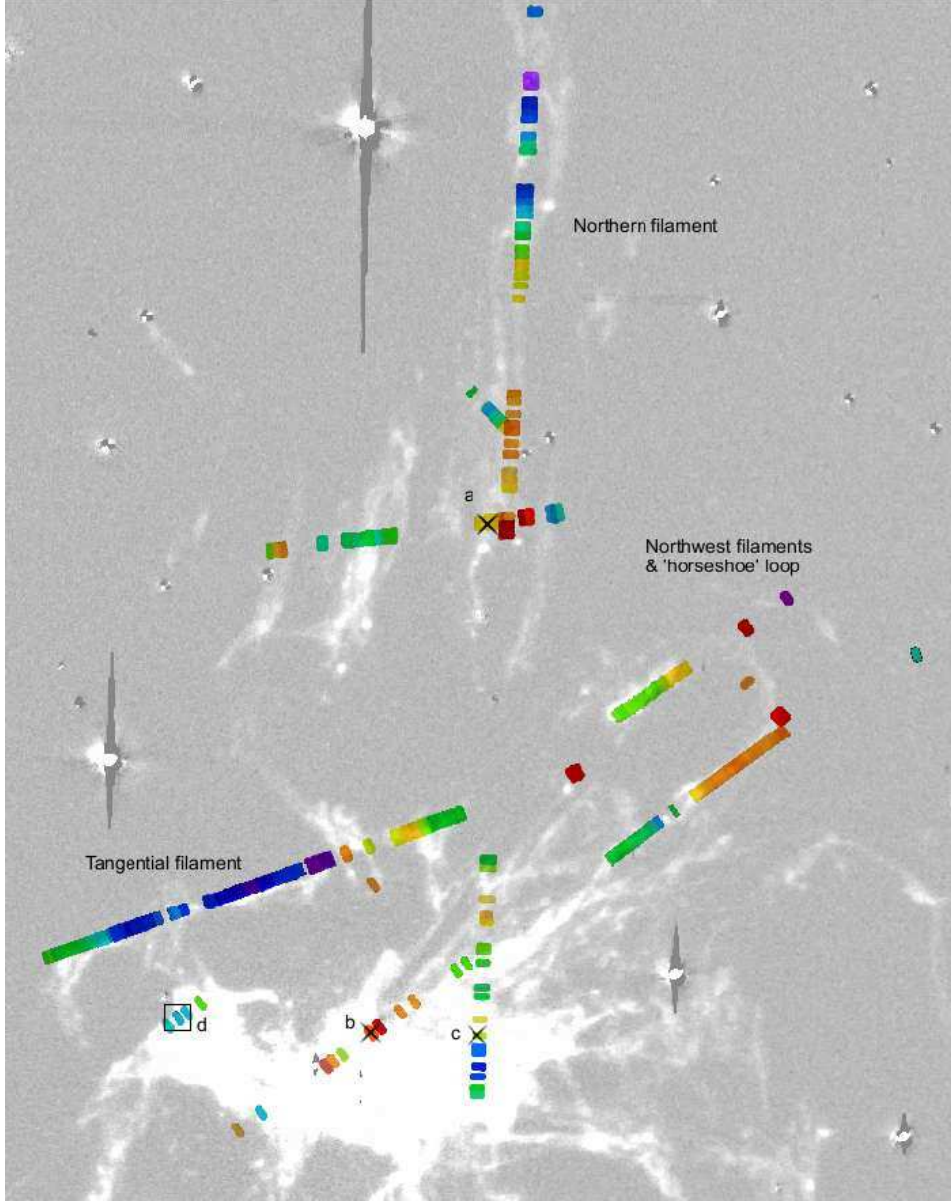 Northern filament
a
Northwest filaments
& 'horseshoe' loop
Tangential filament
d
b
c